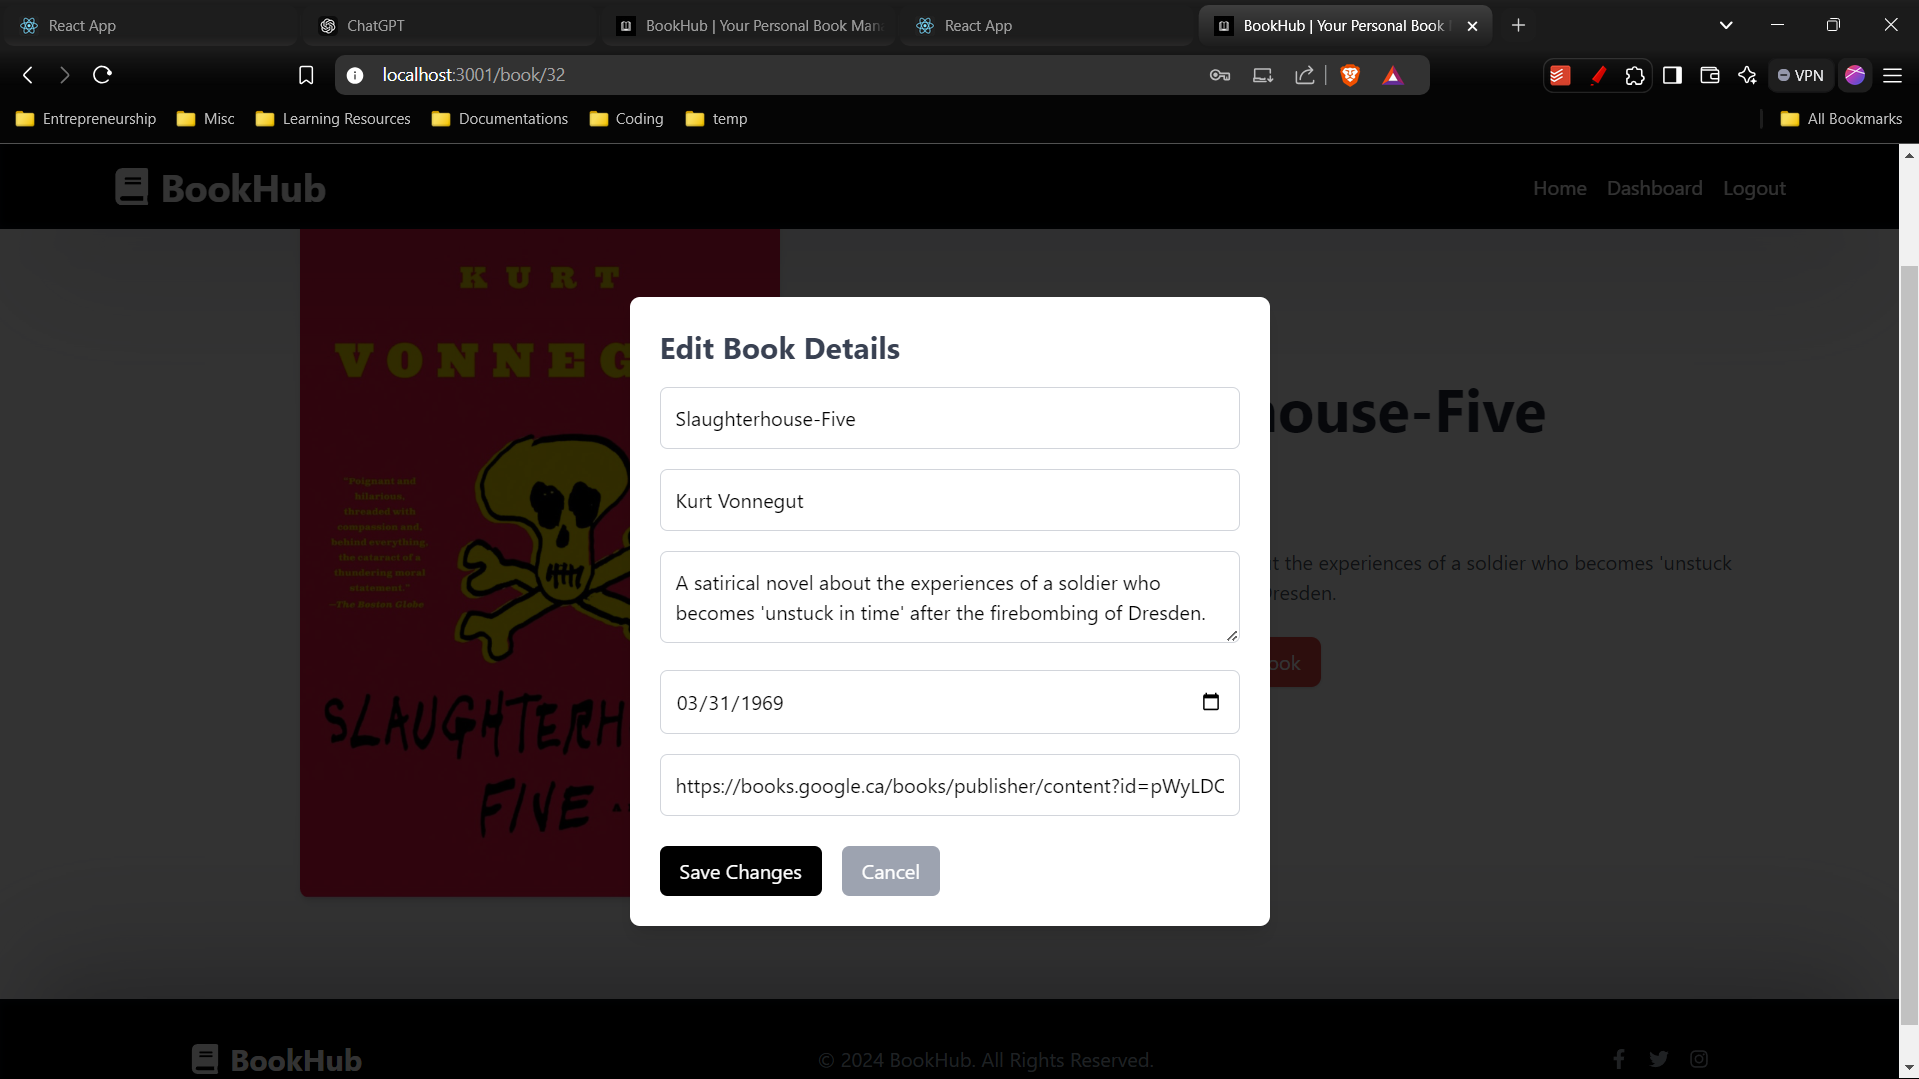 React App
ChatGPT
BookHub | Your Personal Book Man
React App
BookHub | Your Personal Book
localhost:3001/book/32
VPN
Entrepreneurship
Misc
Learning Resources
Documentations
Coding
temp
All Bookmarks
BookHub
Home
Dashboard
Logout
KURT
VONNEG
"Poignant and
hilarious,
threaded with
compassion and,
behind everything,
the cataract of a
thundering moral
statement."
—The Boston Globe
SLAUGHTERH
FIVE
house-Five
t the experiences of a soldier who becomes 'unstuck
resden.
ook
Edit Book Details
Slaughterhouse-Five
Kurt Vonnegut
A satirical novel about the experiences of a soldier who
becomes 'unstuck in time' after the firebombing of Dresden.
03/31/1969
https://books.google.ca/books/publisher/content?id=pWyLDC
Save Changes
Cancel
BookHub
© 2024 BookHub. All Rights Reserved.